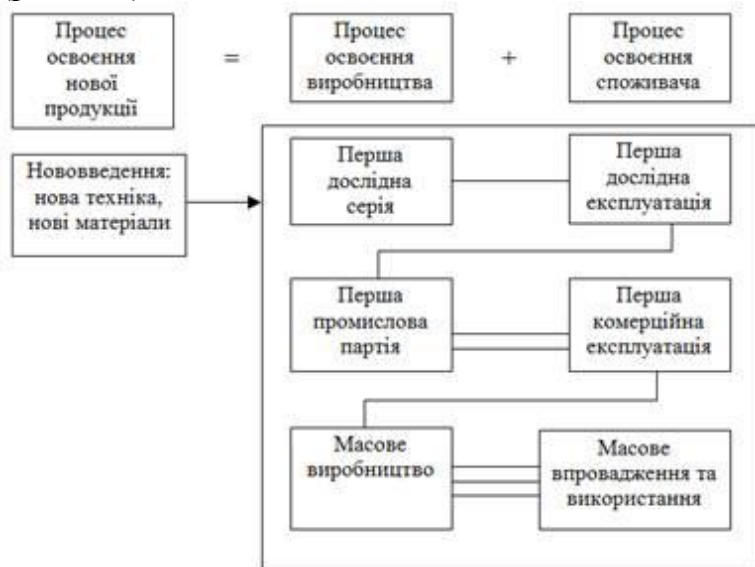 Процес
освоєння
нової
продукції
=
Процес
освоєння
виробництва
+
Процес
освоєння
споживача
Нововведення:
нова техніка,
нові матеріали
Перша
дослідна
серія
Перша
дослідна
експлуатація
Перша
промислова
партія
Перша
комерційна
експлуатація
Масове
виробництво
Масове
впровадження та
використання